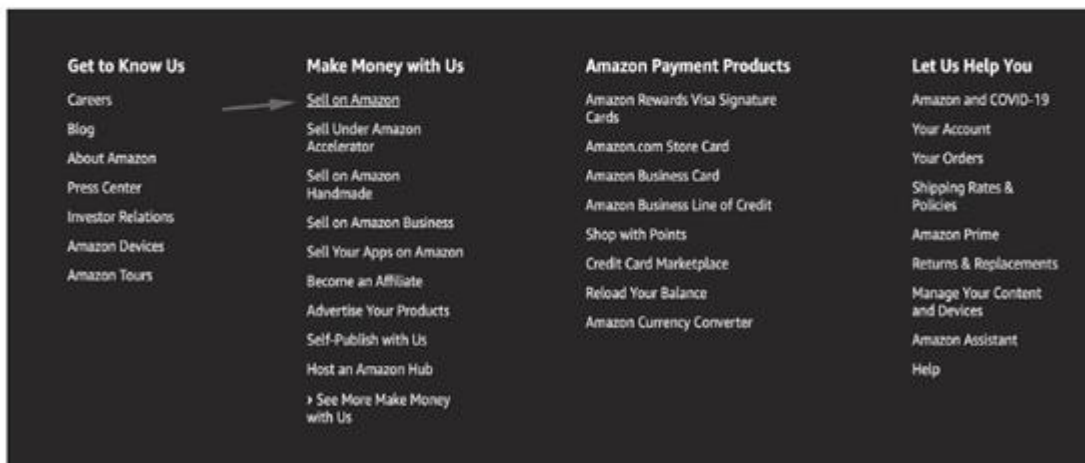 Get to Know Us
Careers
Blog
About Amazon
Press Center
Investor Relations
Amazon Devices
Amazon Tours
Make Money with Us
Sell on Amazon
Sell Under Amazon
Accelerator
Sell on Amazon
Handmade
Sell on Amazon Business
Sell Your Apps on Amazon
Become an Affiliate
Advertise Your Products
Self-Publish with Us
Host an Amazon Hub
› See More Make Money
with Us
Amazon Payment Products
Amazon Rewards Visa Signature
Cards
Amazon.com Store Card
Amazon Business Card
Amazon Business Line of Credit
Shop with Points
Credit Card Marketplace
Reload Your Balance
Amazon Currency Converter
Let Us Help You
Amazon and COVID-19
Your Account
Your Orders
Shipping Rates &
Policies
Amazon Prime
Returns & Replacements
Manage Your Content
and Devices
Amazon Assistant
Help